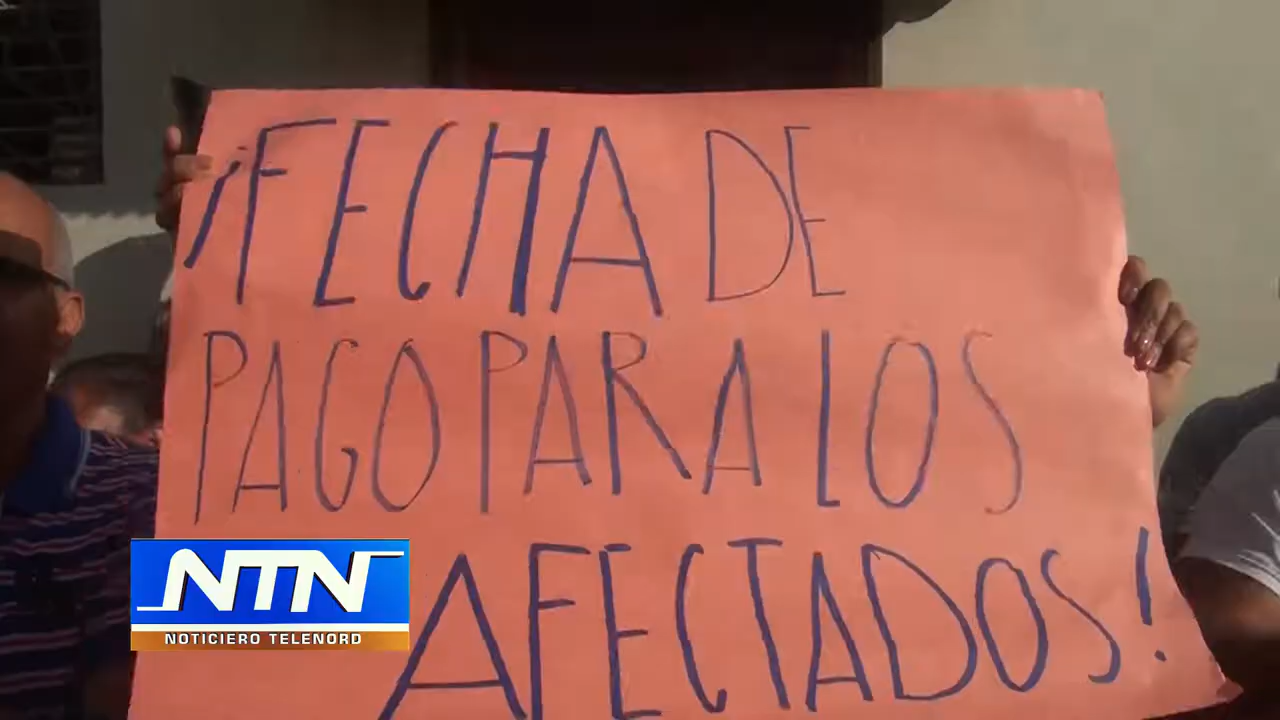 ¡FECHA DE
PAGO PARA LOS
AFECTADOS!
NTN
NOTICIERO TELENORD